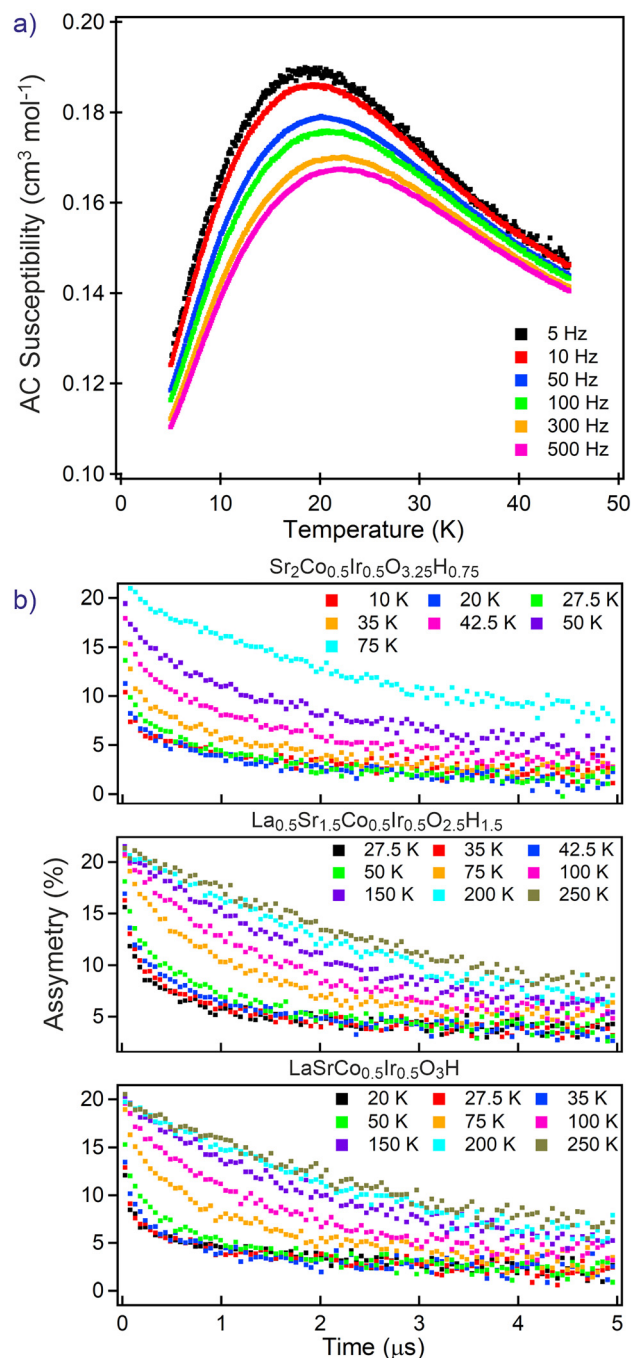 a)
0.20
0.18
0.16
0.14
0.12
0.10
AC Susceptibility (cm³ mol⁻¹)
5 Hz
10 Hz
50 Hz
100 Hz
300 Hz
500 Hz
0 10 20 30 40 50
Temperature (K)
b)
Sr₂Co₀.₅Ir₀.₅O₃.₂₅H₀.₇₅
20
15
10
5
0
10 K 20 K 27.5 K
35 K 42.5 K 50 K
75 K
La₀.₅Sr₁.₅Co₀.₅Ir₀.₅O₂.₅H₁.₅
20
15
10
5
27.5 K 35 K 42.5 K
50 K 75 K 100 K
150 K 200 K 250 K
Assymetry (%)
LaSrCo₀.₅Ir₀.₅O₃H
20
15
10
5
0
20 K 27.5 K 35 K
50 K 75 K 100 K
150 K 200 K 250 K
0 1 2 3 4 5
Time (μs)